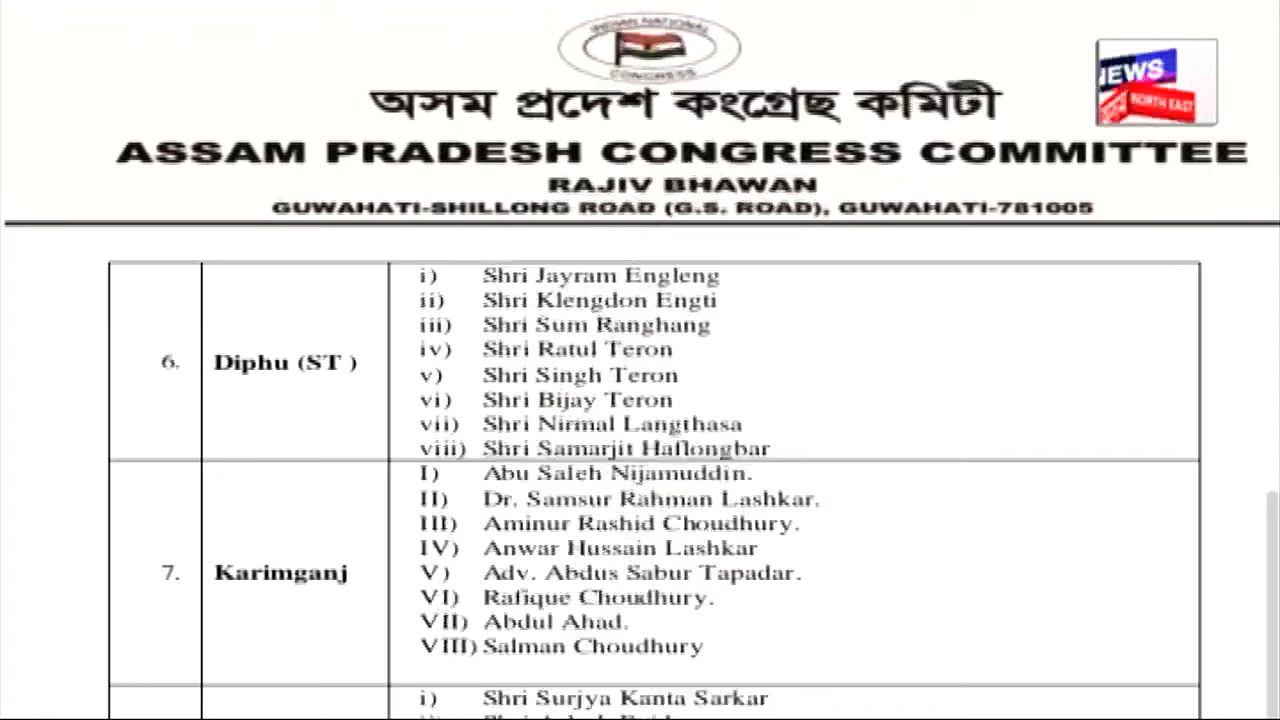 INDIAN NATIONAL
CONGRESS
NEWS
NORTH EAST
অসম প্ৰদেশ কংগ্ৰেছ কমিটী
ASSAM PRADESH CONGRESS COMMITTEE
RAJIV BHAWAN
GUWAHATI-SHILLONG ROAD (G.S. ROAD), GUWAHATI-781005
6. Diphu (ST )
i) Shri Jayram Engleng
ii) Shri Klengdon Engti
iii) Shri Sum Ranghang
iv) Shri Ratul Teron
v) Shri Singh Teron
vi) Shri Bijay Teron
vii) Shri Nirmal Langthasa
viii) Shri Samarjit Haflongbar
7. Karimganj
I) Abu Saleh Nijamuddin.
II) Dr. Samsur Rahman Lashkar.
III) Aminur Rashid Choudhury.
IV) Anwar Hussain Lashkar
V) Adv. Abdus Sabur Tapadar.
VI) Rafique Choudhury.
VII) Abdul Ahad.
VIII) Salman Choudhury
i) Shri Surjya Kanta Sarkar